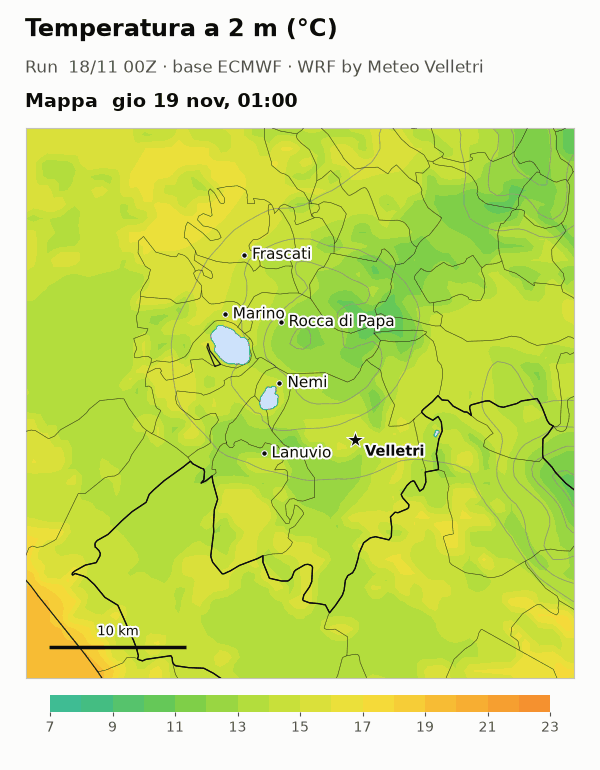 Temperatura a 2 m (°C)
Run  18/11 00Z · base ECMWF · WRF by Meteo Velletri
Mappa  gio 19 nov, 01:00
Frascati
Marino
Rocca di Papa
Nemi
Velletri
Lanuvio
10 km
7 9 11 13 15 17 19 21 23